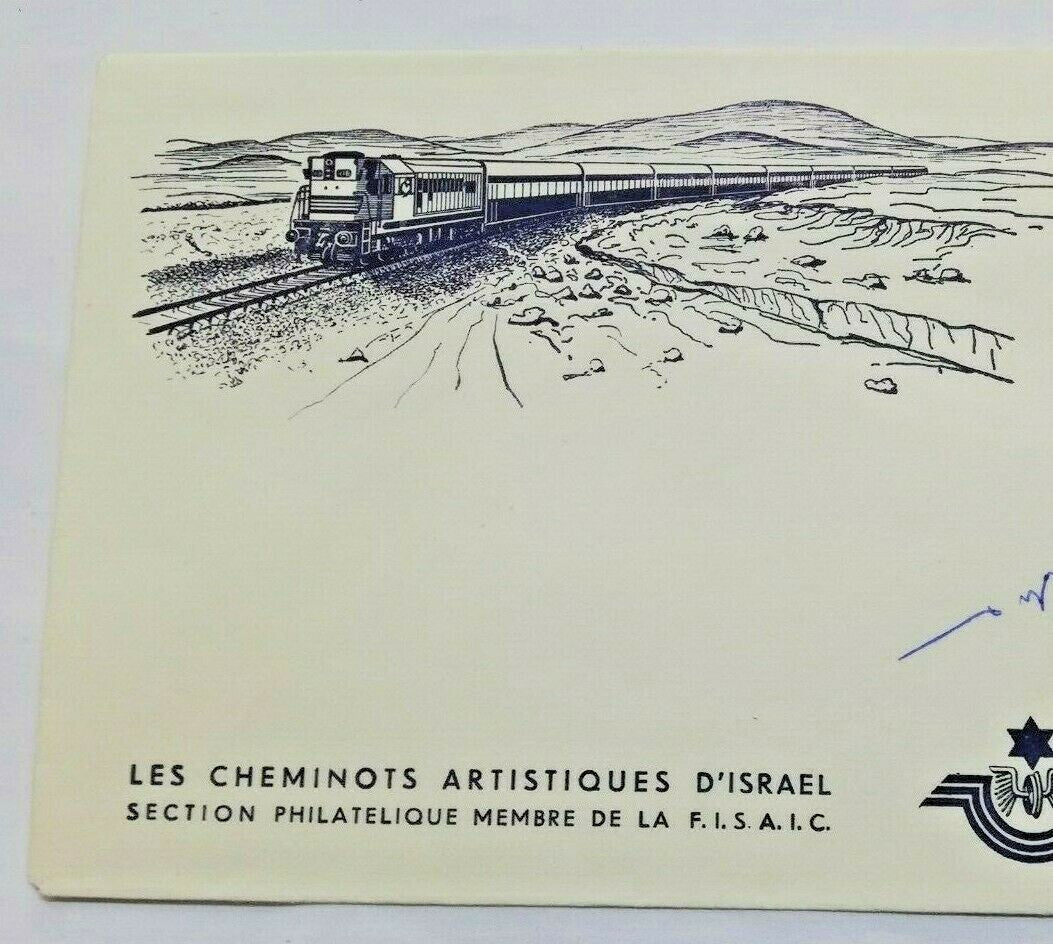 LES CHEMINOTS ARTISTIQUES D'ISRAEL
SECTION PHILATELIQUE MEMBRE DE LA F.I.S.A.I.C.